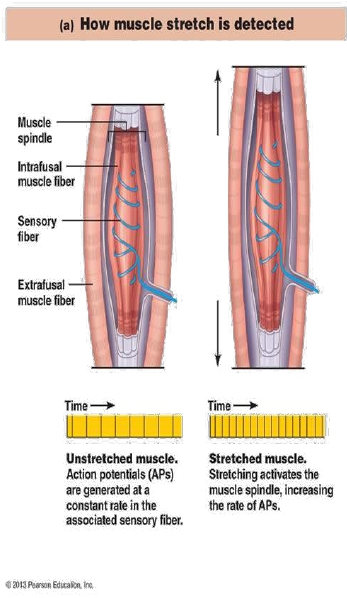 (a) How muscle stretch is detected
Muscle
spindle
Intrafusal
muscle fiber
Sensory
fiber
Extrafusal
muscle fiber
Time
Unstretched muscle.
Action potentials (APs)
are generated at a
constant rate in the
associated sensory fiber.
Time
Stretched muscle.
Stretching activates the
muscle spindle, increasing
the rate of APs.
© 2013 Pearson Education, Inc.